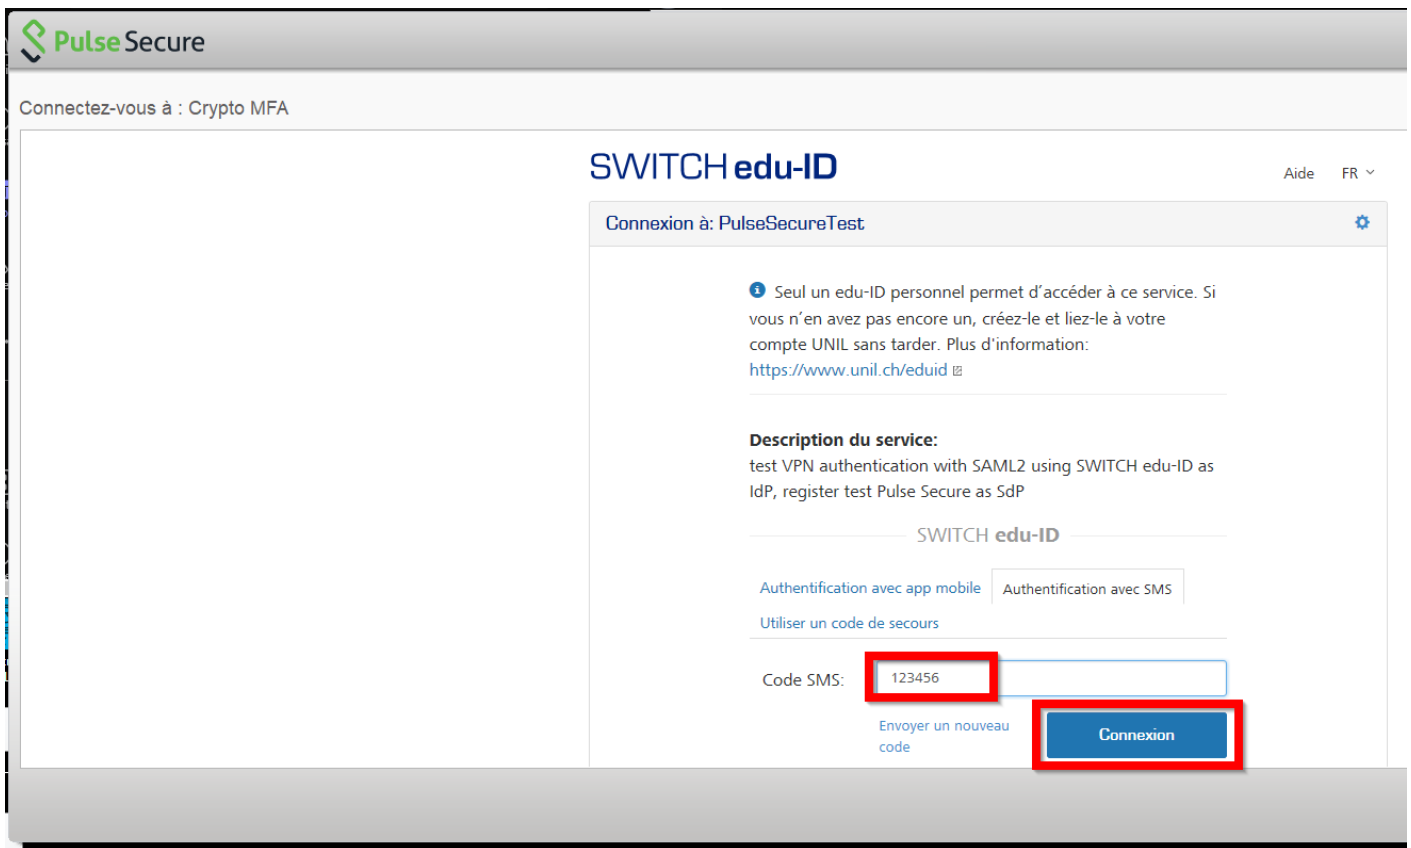 Pulse Secure
Connectez-vous à : Crypto MFA
SWITCH edu-ID
Aide FR
Connexion à: PulseSecureTest
Seul un edu-ID personnel permet d’accéder à ce service. Si
vous n’en avez pas encore un, créez-le et liez-le à votre
compte UNIL sans tarder. Plus d'information:
https://www.unil.ch/eduid
Description du service:
test VPN authentication with SAML2 using SWITCH edu-ID as
IdP, register test Pulse Secure as SdP
SWITCH edu-ID
Authentification avec app mobile Authentification avec SMS
Utiliser un code de secours
Code SMS: 123456
Envoyer un nouveau
code
Connexion